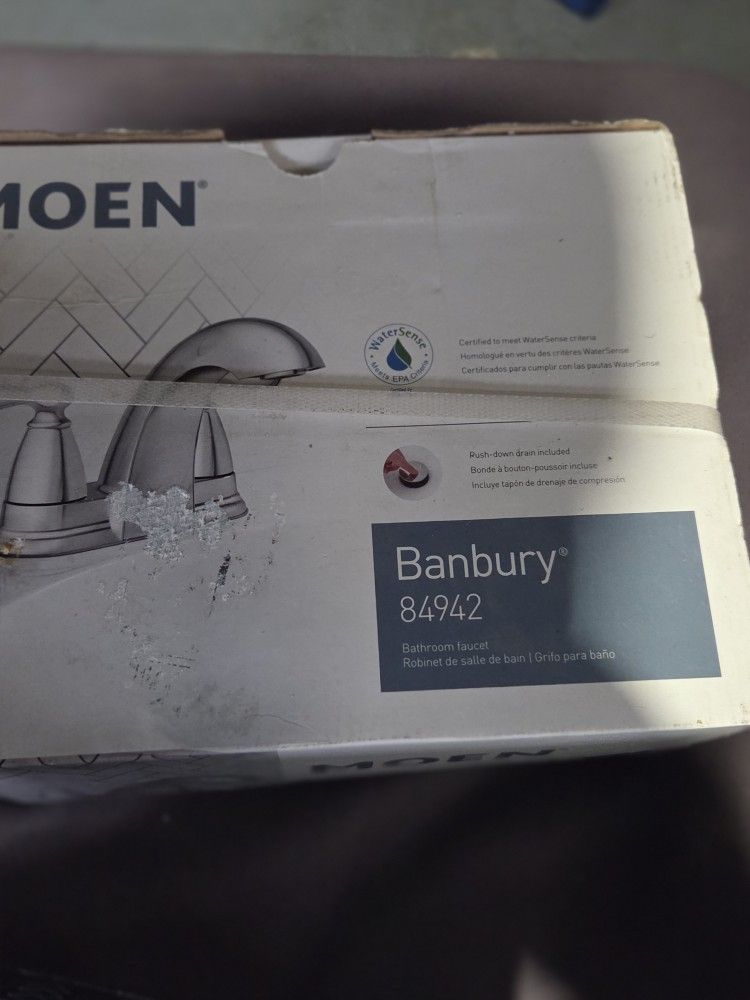 MOEN®
WaterSense
Meets EPA Criteria
Certified to meet WaterSense criteria
Homologué en vertu des critères WaterSense
Certificados para cumplir con las pautas WaterSense
Rush-down drain included
Bonde à bouton-poussoir incluse
Incluye tapón de drenaje de compresión
Banbury®
84942
Bathroom faucet
Robinet de salle de bain | Grifo para baño
MOEN